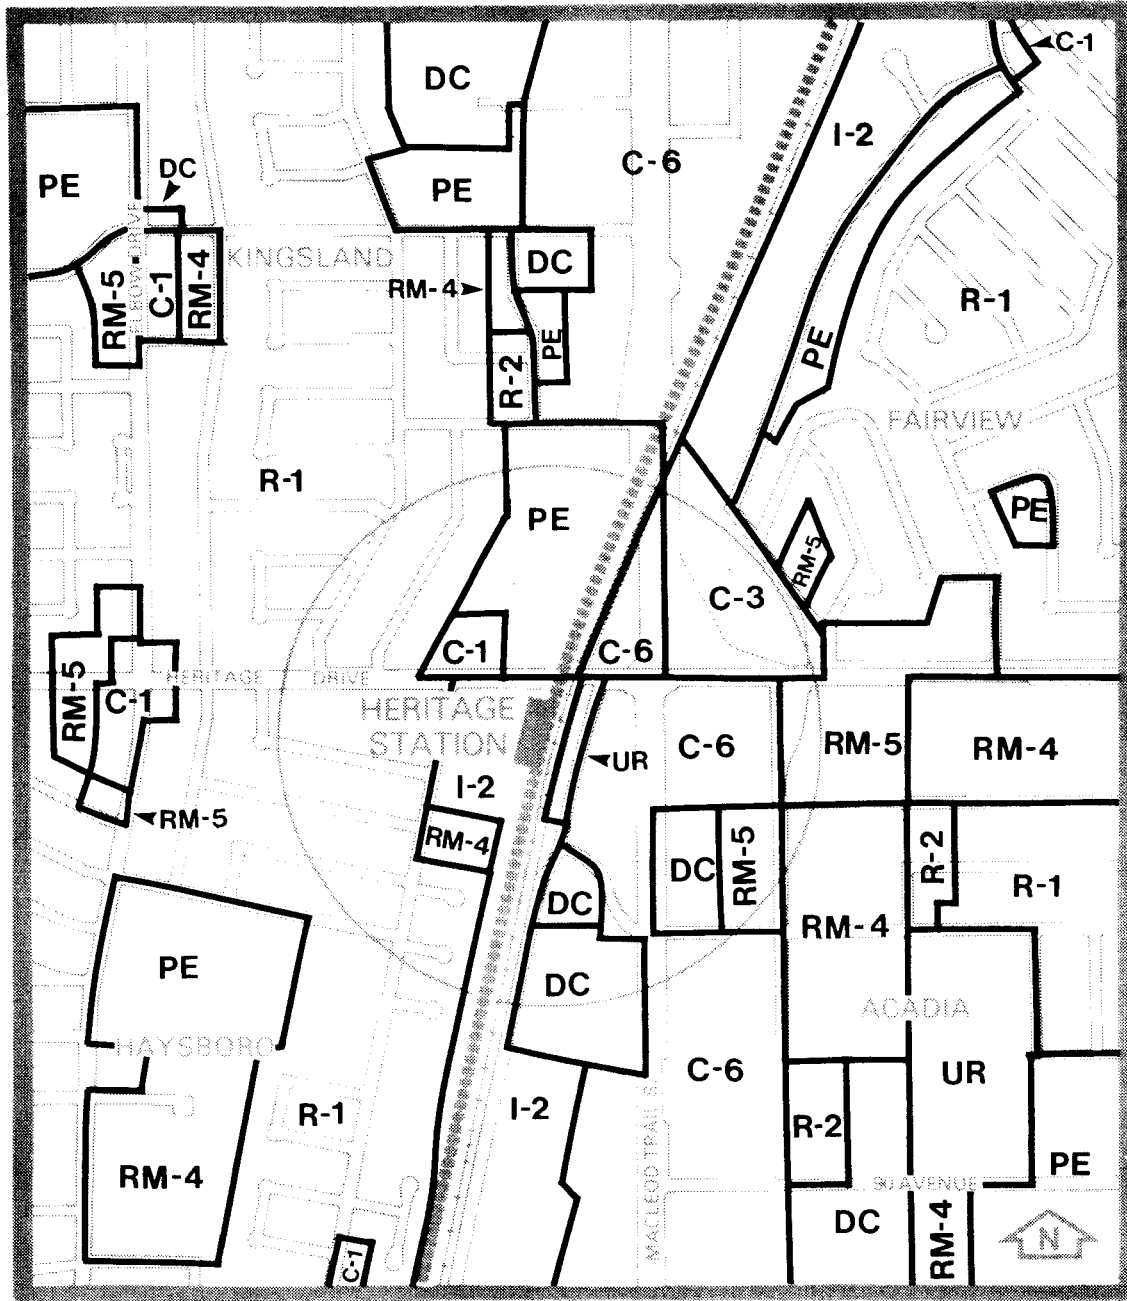 DC
C-1
I-2
C-6
PE
DC
PE
R-1
KINGSLAND
DC
RM-4
RM-5
C-1
RM-4
PE
PE
R-2
FAIRVIEW
R-1
PE
PE
RM-5
C-3
C-6
C-1
RM-5
C-1
HERITAGE DRIVE
HERITAGE
STATION
C-6
RM-5
RM-4
UR
I-2
RM-5
RM-4
DC
RM-5
R-2
R-1
DC
RM-4
PE
DC
ACADIA
HAYSBORO
C-6
UR
I-2
R-1
R-2
MACLEOD TRAIL S.
PE
RM-4
90 AVENUE
DC
RM-4
N
C-1